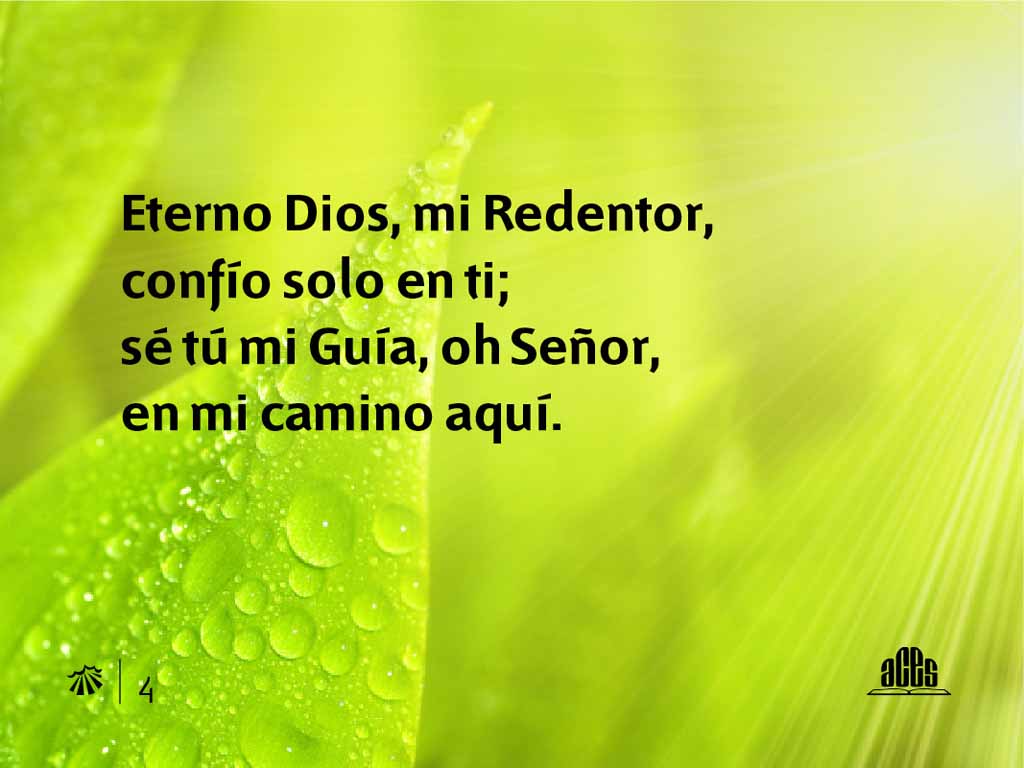 Eterno Dios, mi Redentor,
confío solo en ti;
sé tú mi Guía, oh Señor,
en mi camino aquí.
4
aces